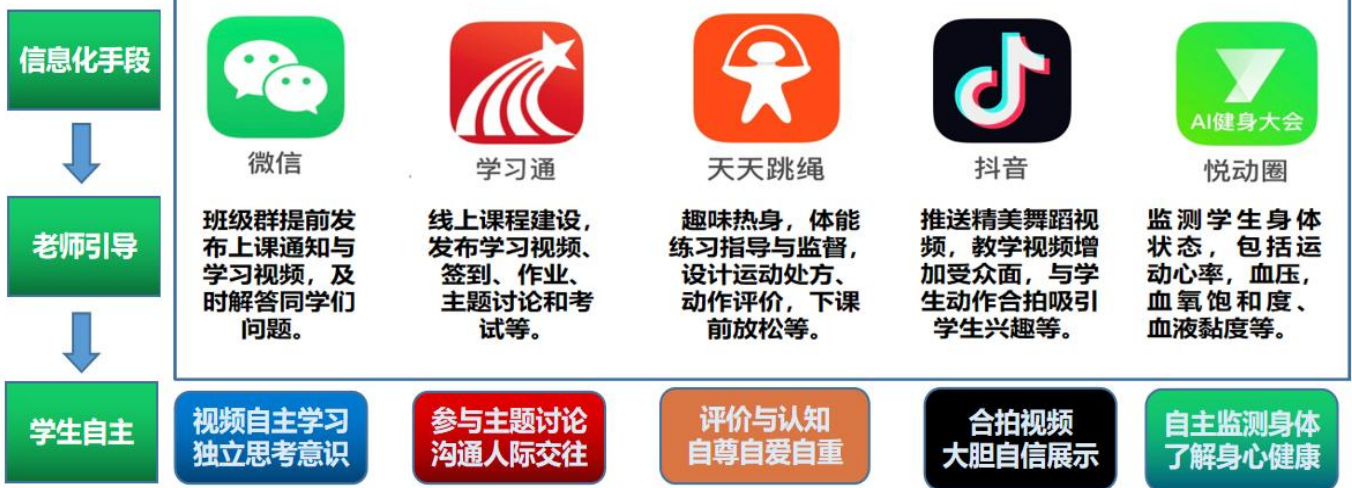 信息化手段
AI健身大会
微信
学习通
天天跳绳
抖音
悦动圈
老师引导
班级群提前发
布上课通知与
学习视频，及
时解答同学们
问题。
线上课程建设，
发布学习视频、
签到、作业、
主题讨论和考
试等。
趣味热身，体能
练习指导与监督，
设计运动处方、
动作评价，下课
前放松等。
推送精美舞蹈视
频，教学视频增
加受众面，与学
生动作合拍吸引
学生兴趣等。
监测学生身体
状态，包括运
动心率，血压，
血氧饱和度、
血液黏度等。
学生自主
视频自主学习
独立思考意识
参与主题讨论
沟通人际交往
评价与认知
自尊自爱自重
合拍视频
大胆自信展示
自主监测身体
了解身心健康